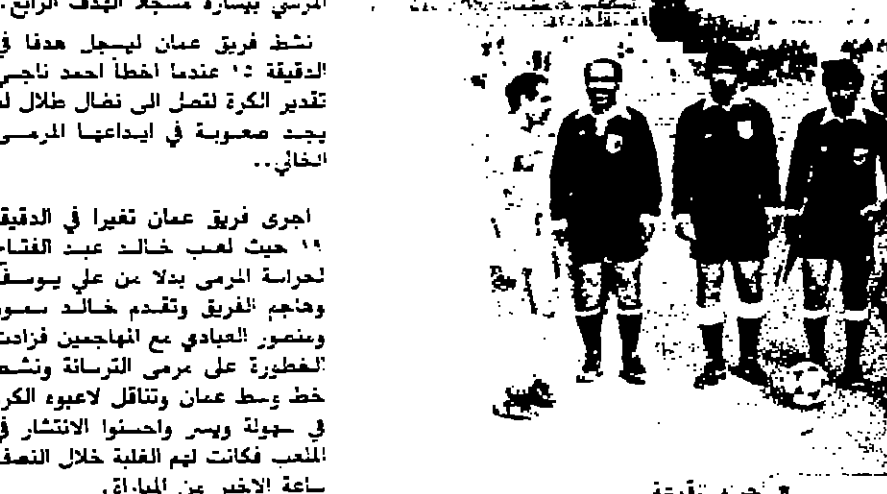 المرسي بيساره مسجلا الهدف الرابع.
نشط فريق عمان ليسجل هدفا في
الدقيقة ١٥ عندما اخطأ احمد ناجي
تقدير الكرة لتصل الى نضال طلال لم
يجد صعوبة في ايداعها المرمى
الخالي..
اجرى فريق عمان تغيرا في الدقيقة
١٩ حيث لعب خالد عبد الفتاح
لحراسة المرمى بدلا من علي يوسف
وهاجم الفريق وتقدم خالد سمور
ومنصور العبادي مع المهاجمين فزادت
الخطورة على مرمى الترسانة ونشط
خط وسط عمان وتناقل لاعبوه الكرة
في سهولة ويسر واحسنوا الانتشار في
الملعب فكانت لهم الغلبة خلال النصف
ساعة الاخير من المباراة.